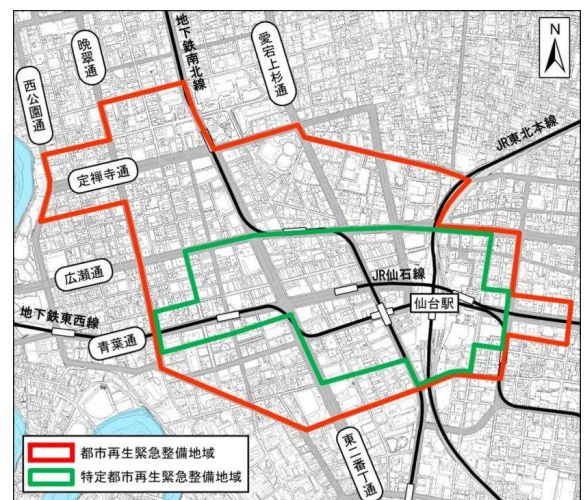 地下鉄南北線
愛宕上杉通
晩翠通
西公園通
N
JR東北本線
定禅寺通
広瀬通
JR仙石線
仙台駅
地下鉄東西線
青葉通
東二番丁通
都市再生緊急整備地域
特定都市再生緊急整備地域